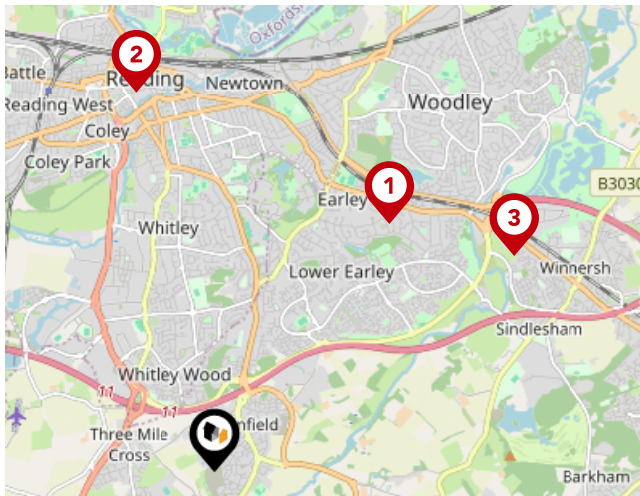 Oxfords
2
Battle
Reading
Newtown
Reading West
Woodley
Coley
Coley Park
1
B3030
Earley
3
Whitley
Lower Earley
Winnersh
Sindlesham
Whitley Wood
11
11
nfield
Three Mile
Cross
Barkham